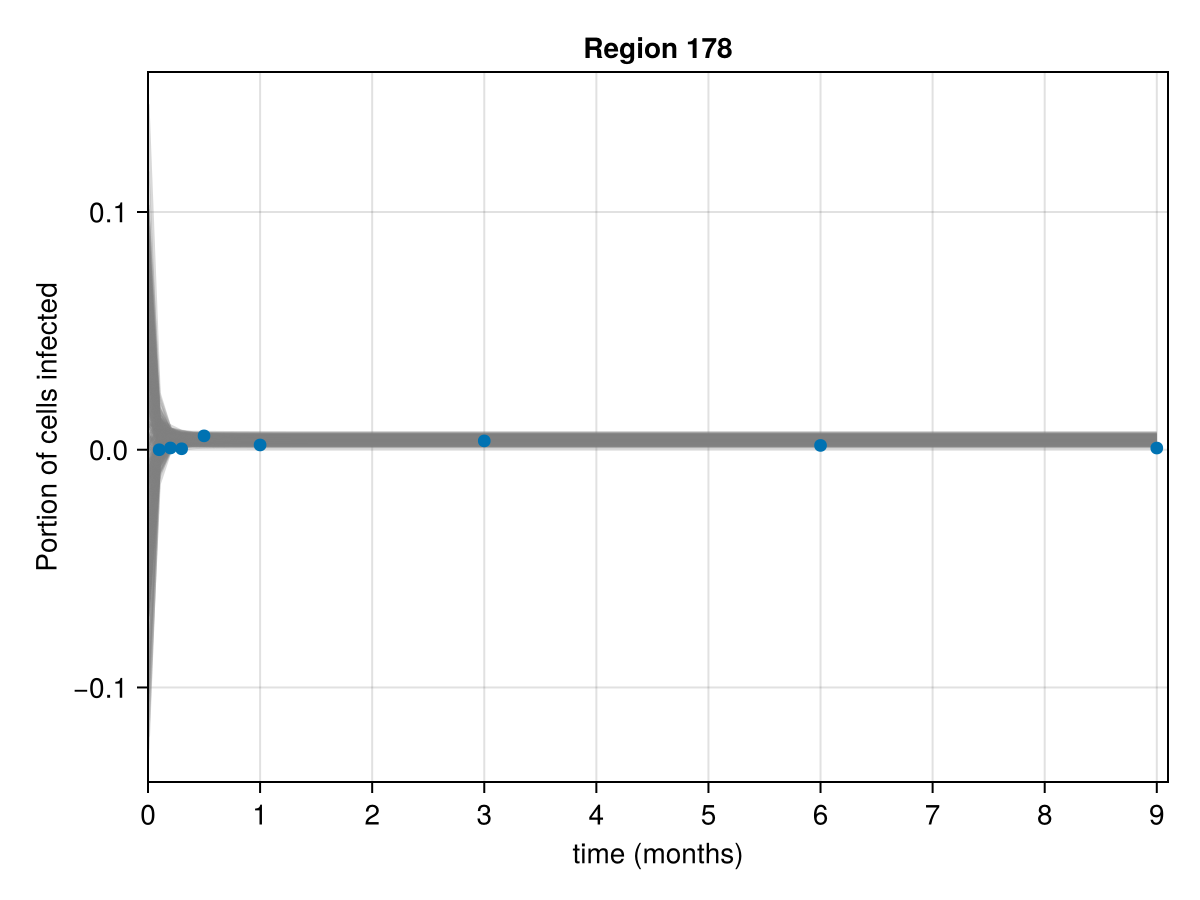 Region 178
Portion of cells infected
0.1
0.0
−0.1
0 1 2 3 4 5 6 7 8 9
time (months)